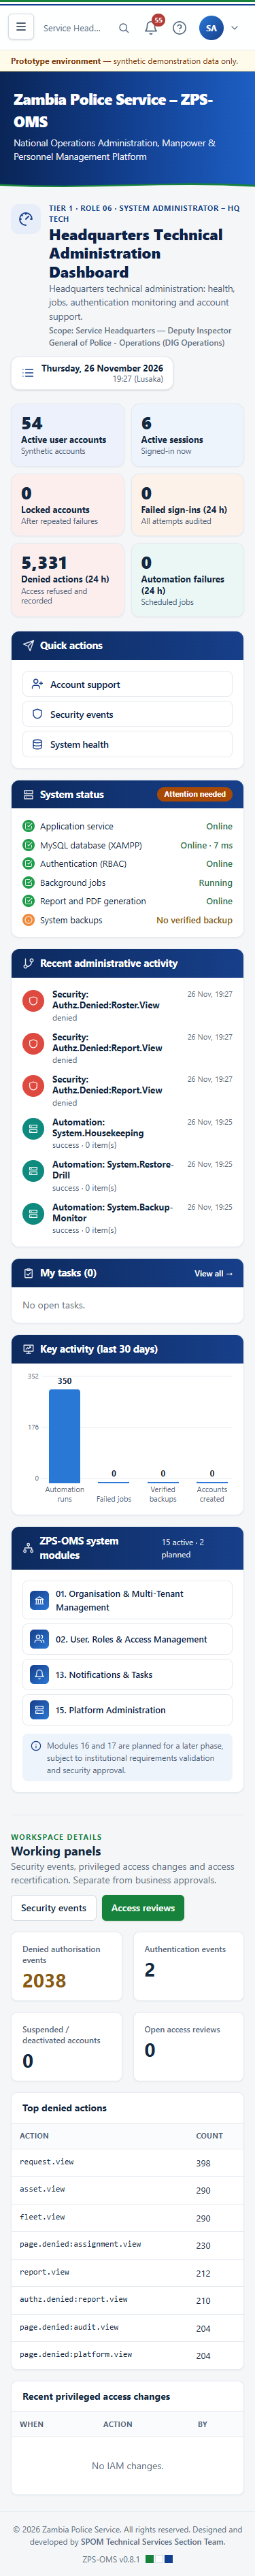 Service Head...
55
SA
Prototype environment — synthetic demonstration data only.
Zambia Police Service – ZPS-
OMS
National Operations Administration, Manpower &
Personnel Management Platform
TIER 1 · ROLE 06 · SYSTEM ADMINISTRATOR – HQ
TECH
Headquarters Technical
Administration
Dashboard
Headquarters technical administration: health,
jobs, authentication monitoring and account
support.
Scope: Service Headquarters — Deputy Inspector
General of Police - Operations (DIG Operations)
Thursday, 26 November 2026
19:27 (Lusaka)
54
Active user accounts
Synthetic accounts
6
Active sessions
Signed-in now
0
Locked accounts
After repeated failures
0
Failed sign-ins (24 h)
All attempts audited
5,331
Denied actions (24 h)
Access refused and
recorded
0
Automation failures
(24 h)
Scheduled jobs
Quick actions
Account support
Security events
System health
System status
Attention needed
Application service Online
MySQL database (XAMPP) Online · 7 ms
Authentication (RBAC) Online
Background jobs Running
Report and PDF generation Online
System backups No verified backup
Recent administrative activity
Security: 26 Nov, 19:27
Authz.Denied:Roster.View
denied
Security: 26 Nov, 19:27
Authz.Denied:Report.View
denied
Security: 26 Nov, 19:27
Authz.Denied:Report.View
denied
Automation: 26 Nov, 19:25
System.Housekeeping
success · 0 item(s)
Automation: System.Restore- 26 Nov, 19:25
Drill
success · 0 item(s)
Automation: System.Backup- 26 Nov, 19:25
Monitor
success · 0 item(s)
My tasks (0) View all →
No open tasks.
Key activity (last 30 days)
352
176
0
350
0
0
0
Automation
runs
Failed jobs
Verified
backups
Accounts
created
ZPS-OMS system
modules
15 active · 2
planned
01. Organisation & Multi-Tenant
Management
02. User, Roles & Access Management
13. Notifications & Tasks
15. Platform Administration
Modules 16 and 17 are planned for a later phase,
subject to institutional requirements validation
and security approval.
WORKSPACE DETAILS
Working panels
Security events, privileged access changes and access
recertification. Separate from business approvals.
Security events
Access reviews
Denied authorisation
events
2038
Authentication events
2
Suspended /
deactivated accounts
0
Open access reviews
0
Top denied actions
ACTION COUNT
request.view 398
asset.view 290
fleet.view 290
page.denied:assignment.view 230
report.view 212
authz.denied:report.view 210
page.denied:audit.view 204
page.denied:platform.view 204
Recent privileged access changes
WHEN ACTION BY
No IAM changes.
© 2026 Zambia Police Service. All rights reserved. Designed and
developed by SPOM Technical Services Section Team.
ZPS-OMS v0.8.1